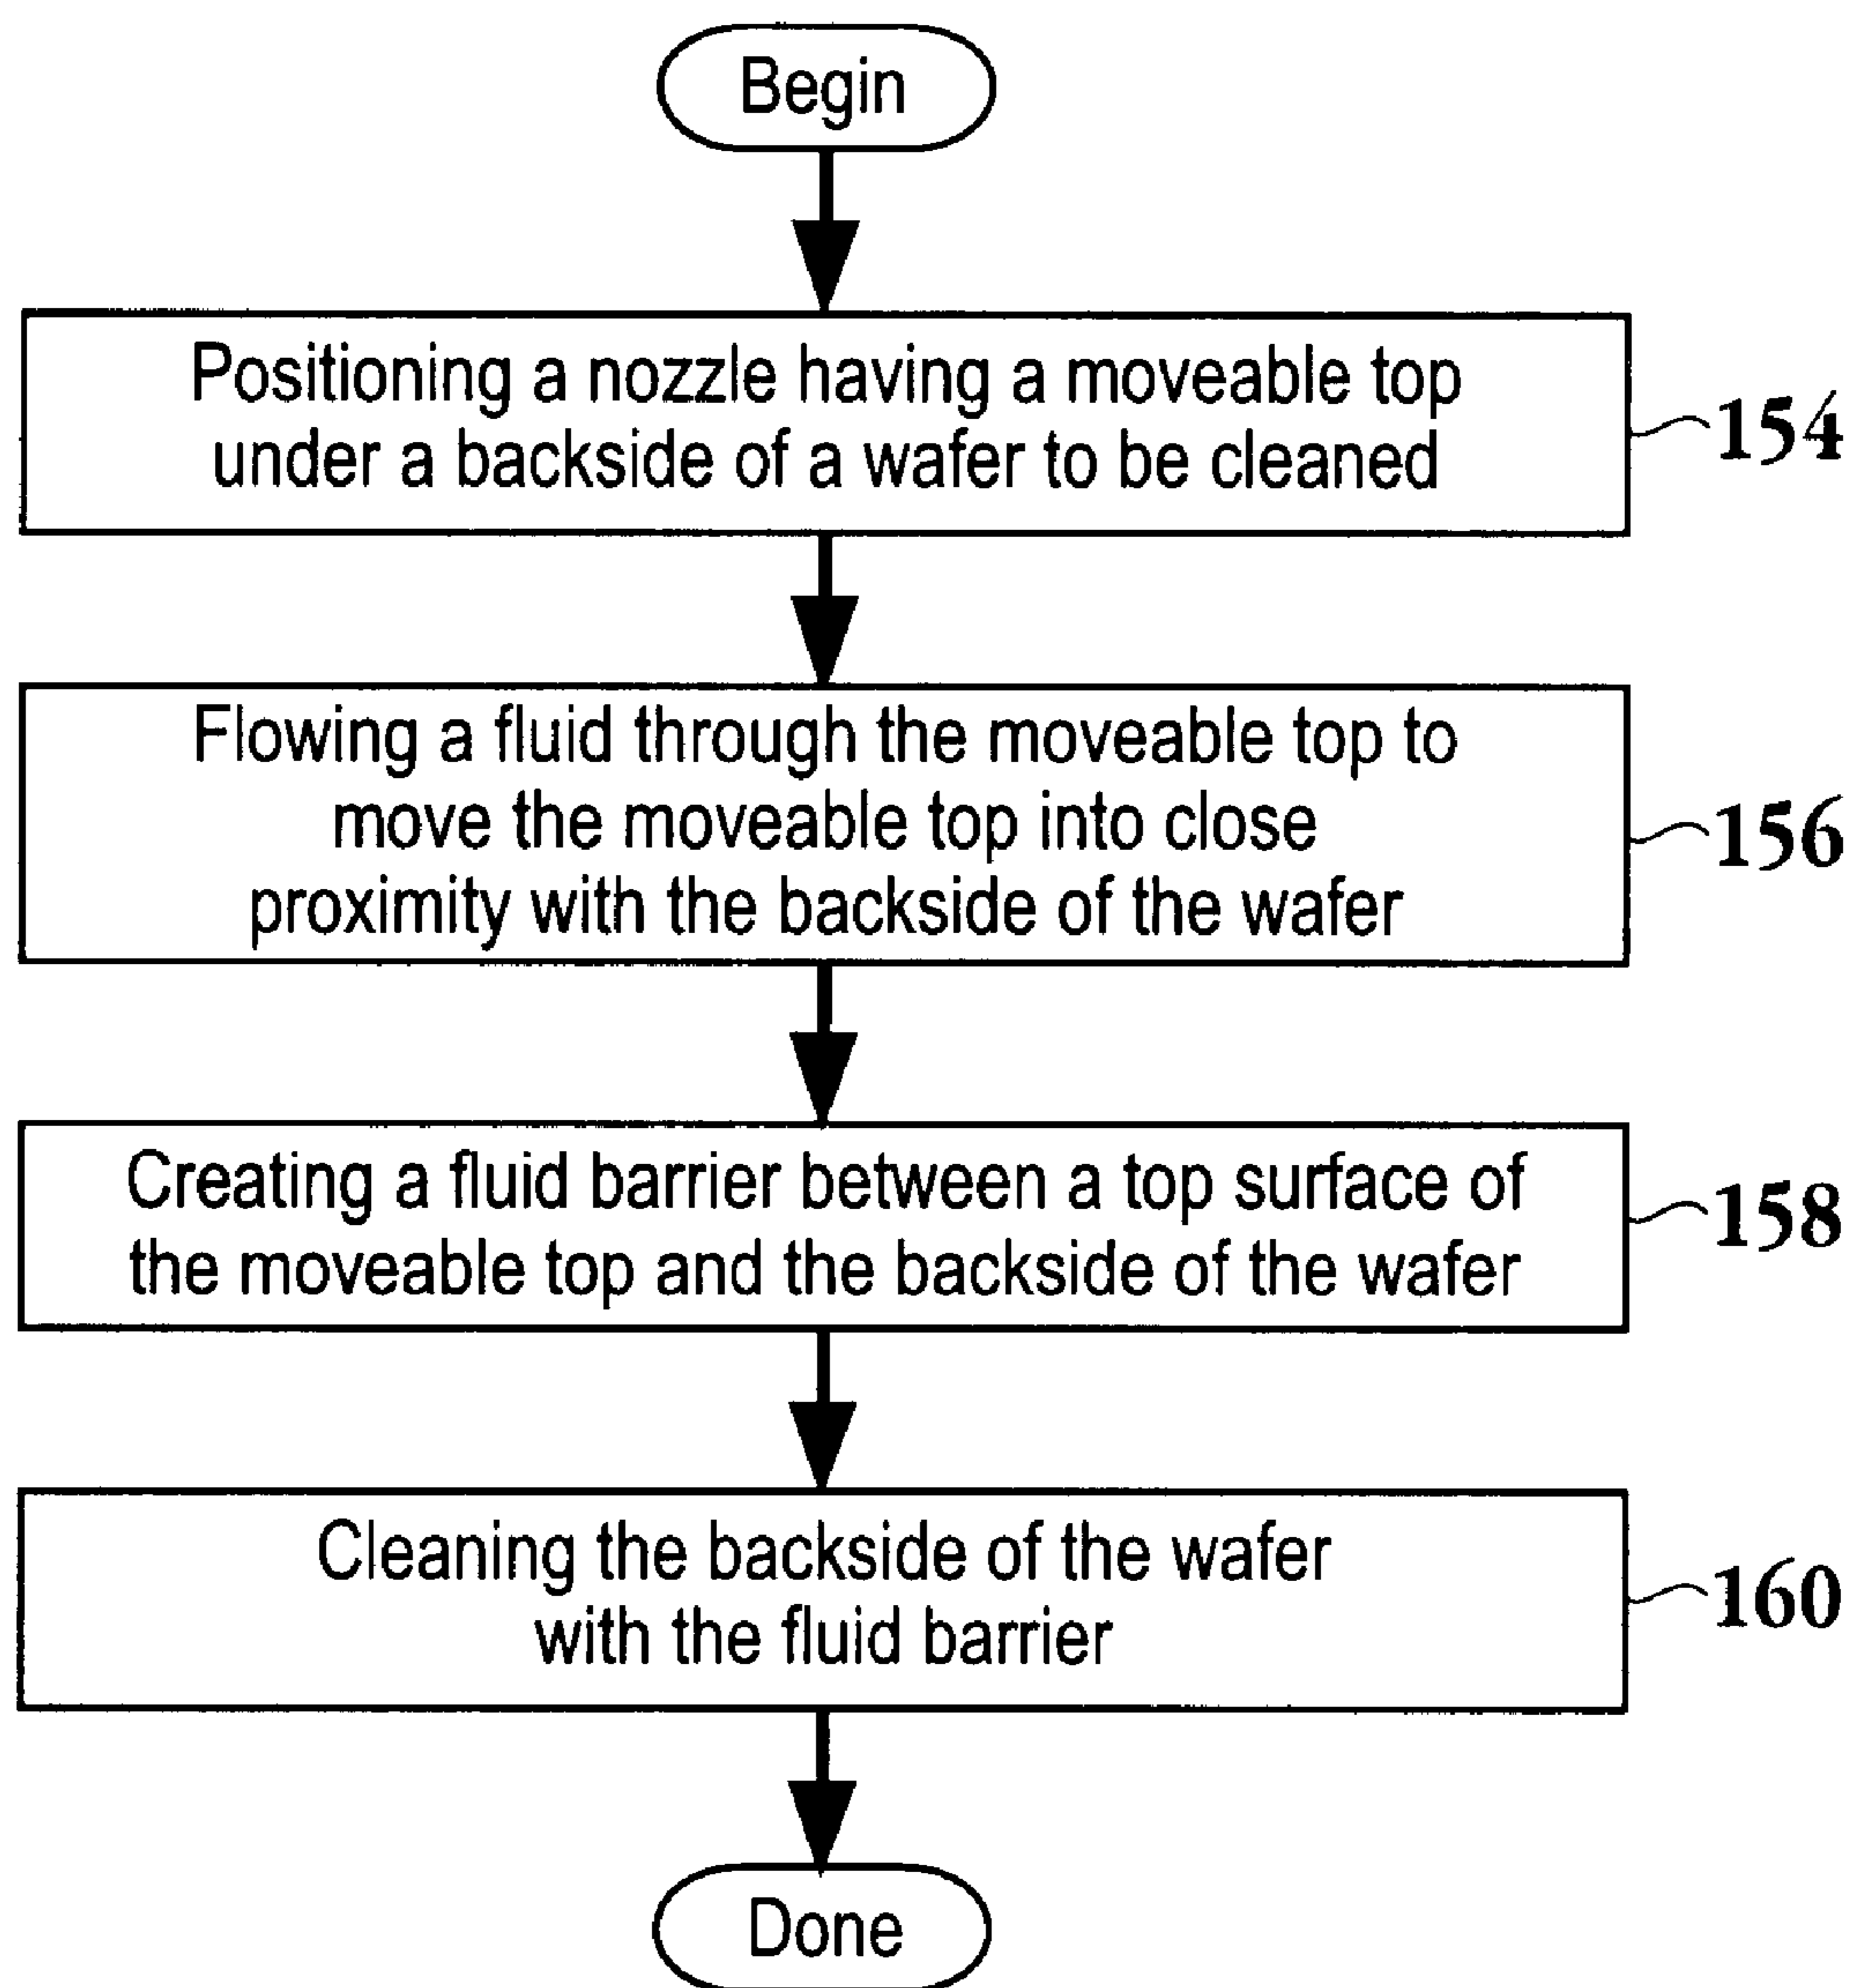 Begin
Positioning a nozzle having a moveable top
under a backside of a wafer to be cleaned
154
Flowing a fluid through the moveable top to
move the moveable top into close
proximity with the backside of the wafer
156
Creating a fluid barrier between a top surface of
the moveable top and the backside of the wafer
158
Cleaning the backside of the wafer
with the fluid barrier
160
Done